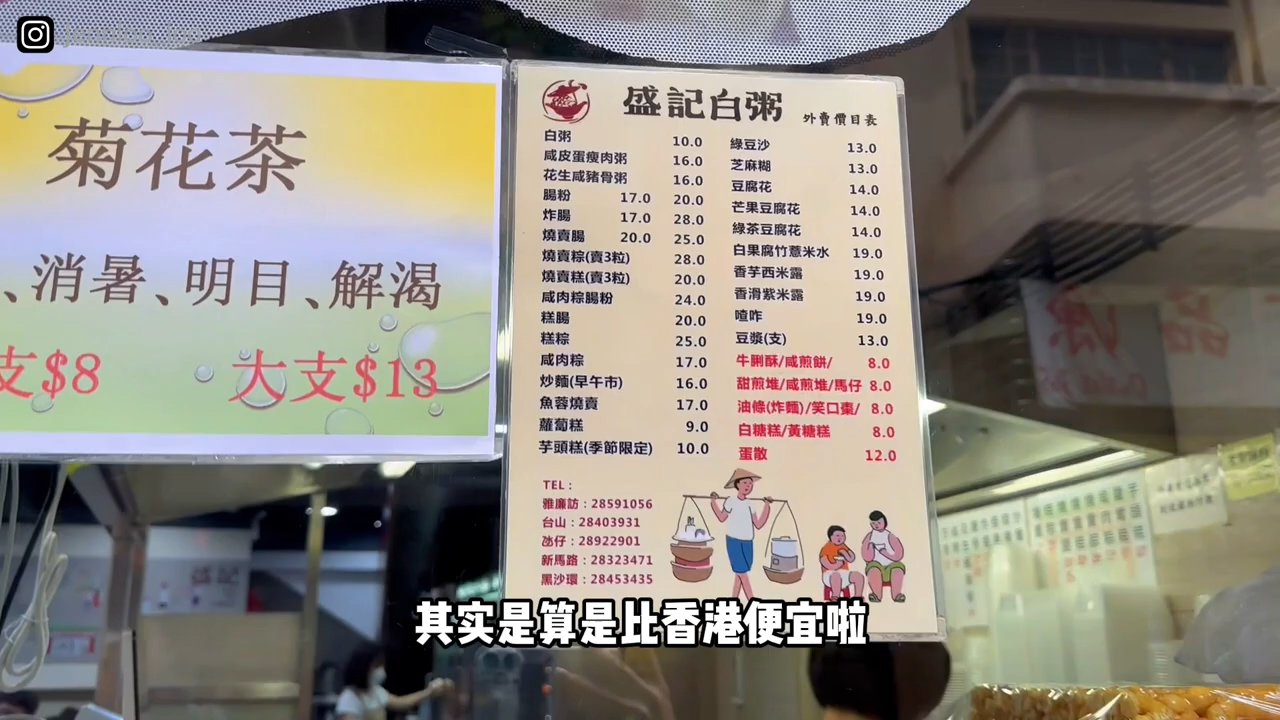 菊花茶
、消暑、明目、解渴
支$8 大支$13
盛記白粥 外賣價目表
白粥 10.0
咸皮蛋瘦肉粥 16.0
花生咸豬骨粥 16.0
腸粉 17.0 20.0
炸腸 17.0 28.0
燒賣腸 20.0 25.0
燒賣粽(賣3粒) 28.0
燒賣糕(賣3粒) 20.0
咸肉粽腸粉 24.0
糕腸 20.0
糕粽 25.0
咸肉粽 17.0
炒麵(早午市) 16.0
魚蓉燒賣 17.0
蘿蔔糕 9.0
芋頭糕(季節限定) 10.0
綠豆沙 13.0
芝麻糊 13.0
豆腐花 14.0
芒果豆腐花 14.0
綠茶豆腐花 14.0
白果腐竹薏米水 19.0
香芋西米露 19.0
香滑紫米露 19.0
喳咋 19.0
豆漿(支) 13.0
牛脷酥/咸煎餅/ 8.0
甜煎堆/咸煎堆/馬仔 8.0
油條(炸麵)/笑口棗/ 8.0
白糖糕/黃糖糕 8.0
蛋散 12.0
TEL：
雅廉訪：28591056
台山：28403931
氹仔：28922901
新馬路：28323471
黑沙環：28453435
其实是算是比香港便宜啦